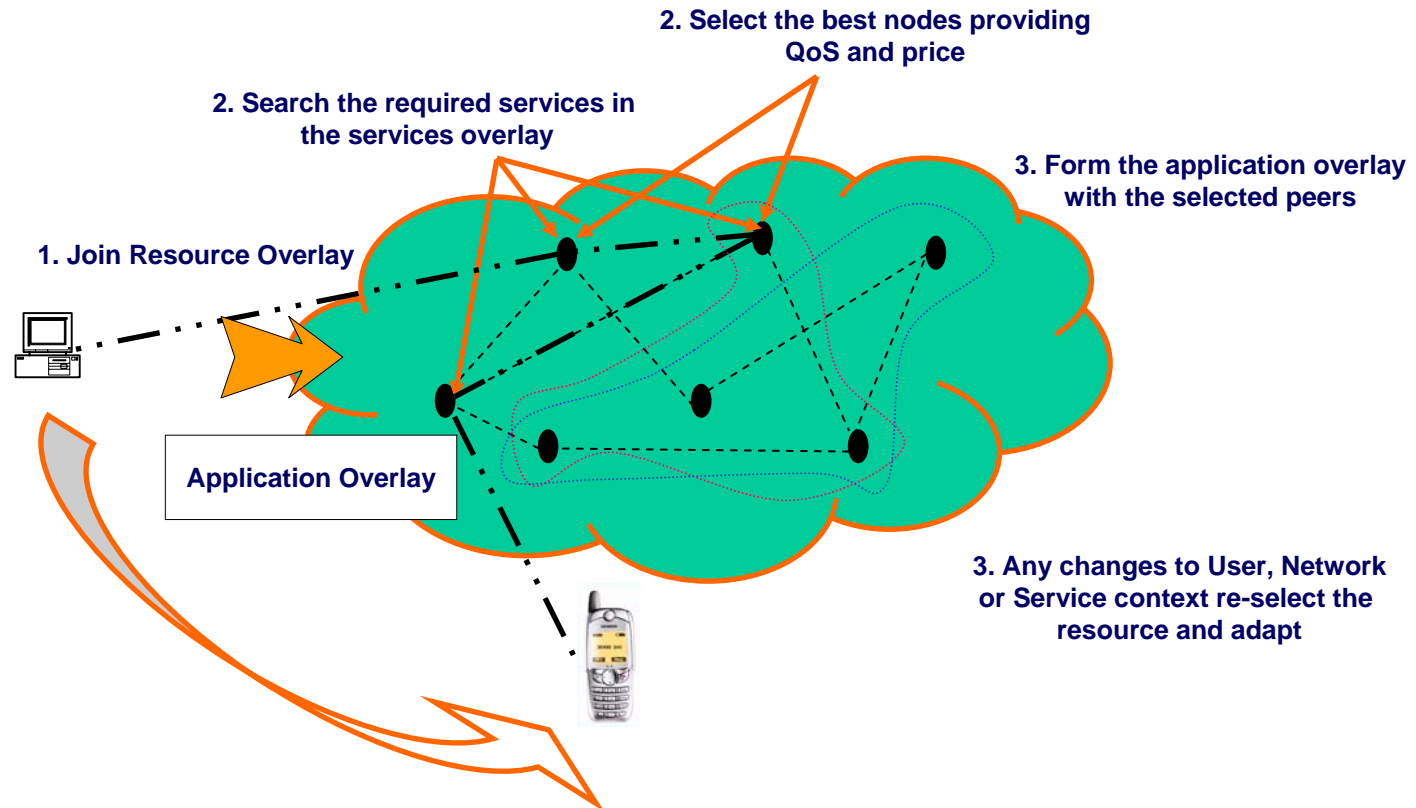 2. Select the best nodes providing
QoS and price
2. Search the required services in
the services overlay
3. Form the application overlay
with the selected peers
1. Join Resource Overlay
Application Overlay
3. Any changes to User, Network
or Service context re-select the
resource and adapt